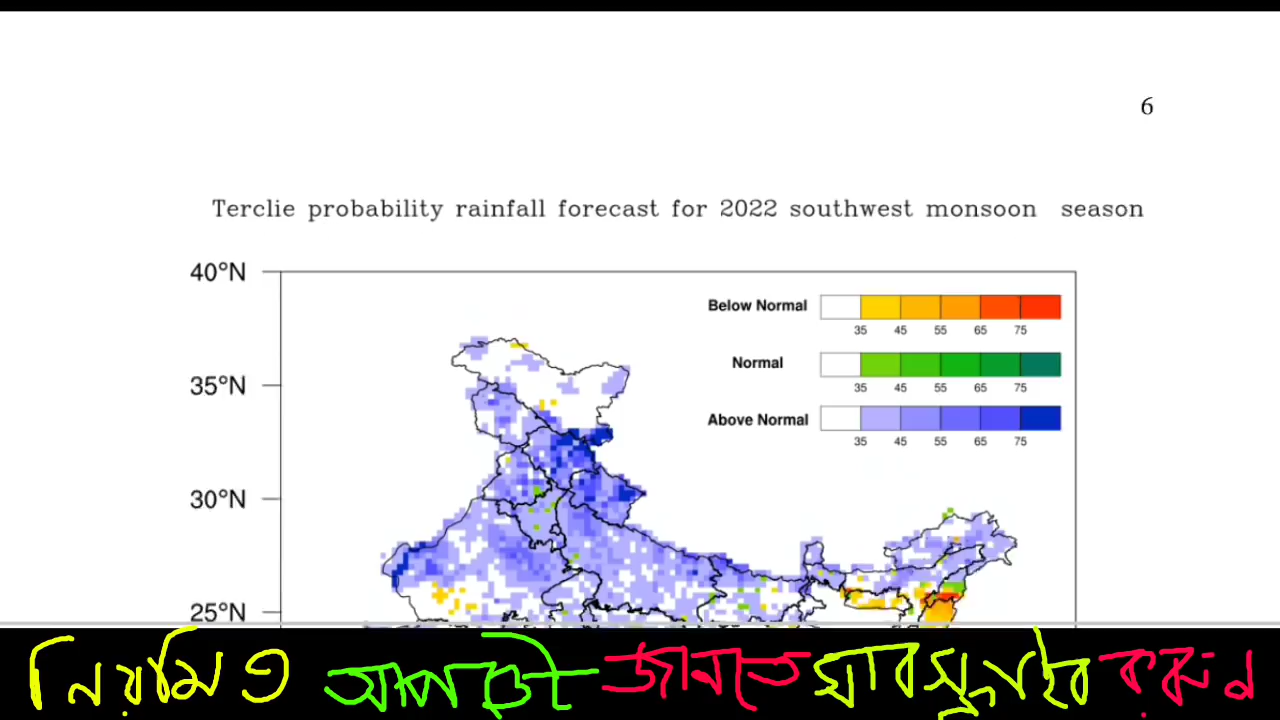 6
Terclie probability rainfall forecast for 2022 southwest monsoon season
40°N
Below Normal
35 45 55 65 75
Normal
35 45 55 65 75
35°N
Above Normal
35 45 55 65 75
30°N
25°N
নিয়মিত আপডেট জানতে সাবস্ক্রাইব করুন